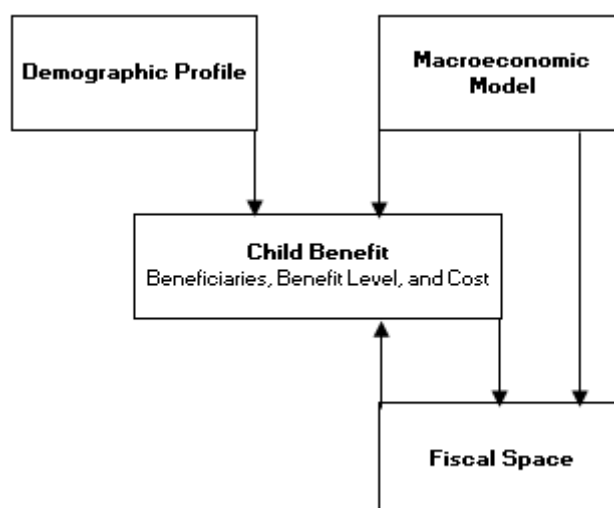 Demographic Profile
Macroeconomic
Model
Child Benefit
Beneficiaries, Benefit Level, and Cost
Fiscal Space